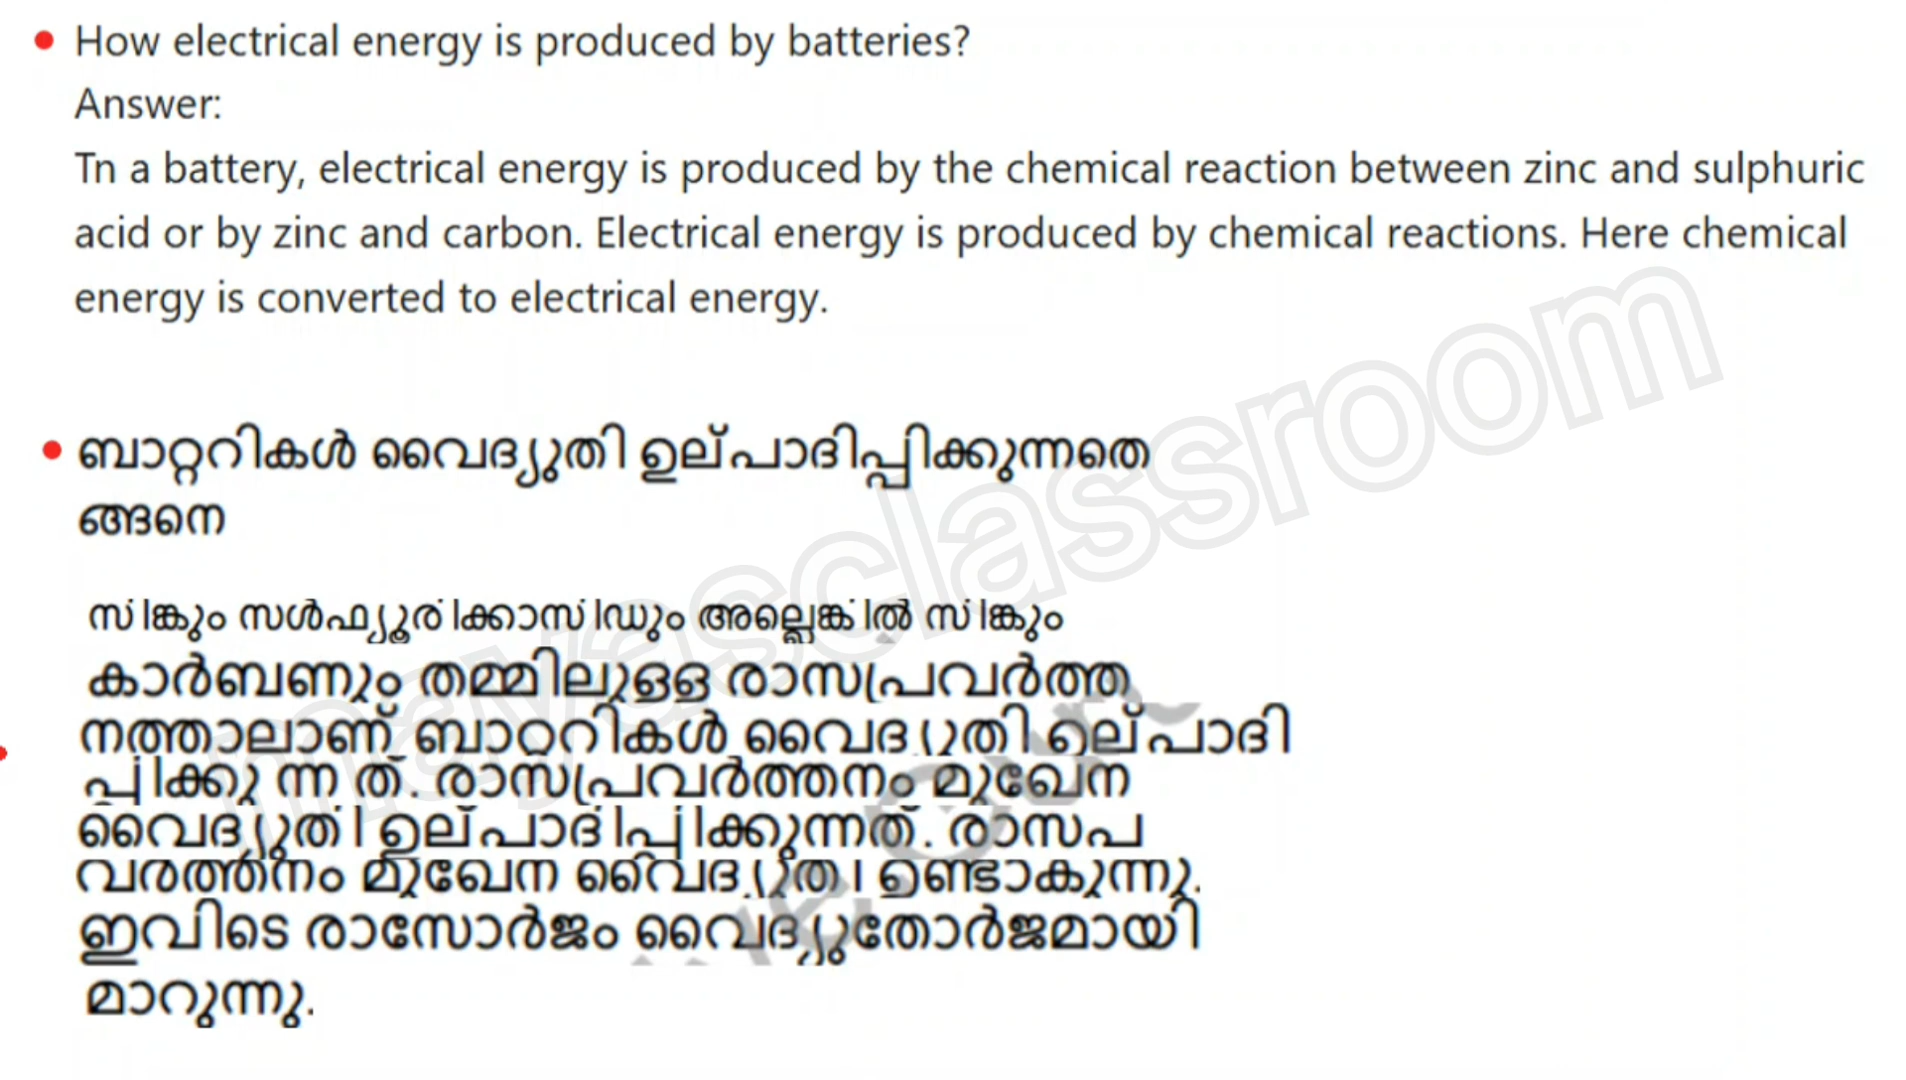 How electrical energy is produced by batteries?
Answer:
Tn a battery, electrical energy is produced by the chemical reaction between zinc and sulphuric
acid or by zinc and carbon. Electrical energy is produced by chemical reactions. Here chemical
energy is converted to electrical energy.
ബാറ്ററികൾ വൈദ്യുതി ഉല്പാദിപ്പിക്കുന്നതെ
ങ്ങനെ
സിങ്കും സൾഫ്യൂരിക്കാസിഡും അല്ലെങ്കിൽ സിങ്കും
കാർബണും തമ്മിലുള്ള രാസപ്രവർത്ത
നത്താലാണ് ബാറ്ററികൾ വൈദ്യുതി ഉല്പാദി
പ്പിക്കുന്നത്. രാസപ്രവർത്തനം മുഖേന
വൈദ്യുതി ഉല്പാദിപ്പിക്കുന്നത്. രാസപ
വരത്തനം മുഖേന വൈദ്യുതി ഉണ്ടാകുന്നു.
ഇവിടെ രാസോർജം വൈദ്യുതോർജമായി
മാറുന്നു.
mayasclassroom